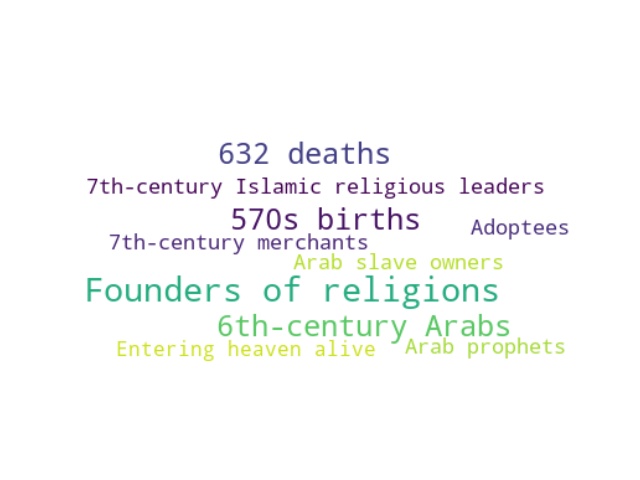 632 deaths
7th-century Islamic religious leaders
570s births
Adoptees
7th-century merchants
Arab slave owners
Founders of religions
6th-century Arabs
Entering heaven alive
Arab prophets